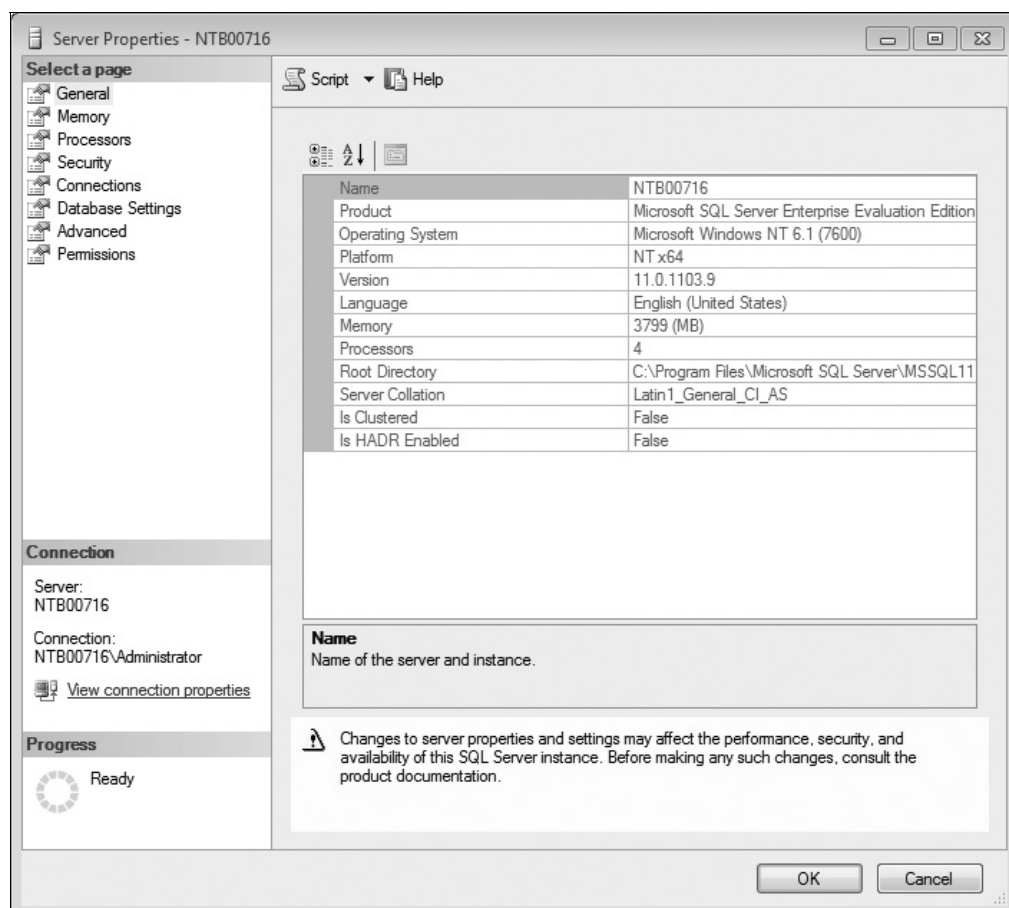 Server Properties - NTB00716
Select a page
General
Memory
Processors
Security
Connections
Database Settings
Advanced
Permissions
Connection
Server:
NTB00716
Connection:
NTB00716\Administrator
View connection properties
Progress
Ready
Script Help
Name NTB00716
Product Microsoft SQL Server Enterprise Evaluation Edition
Operating System Microsoft Windows NT 6.1 (7600)
Platform NT x64
Version 11.0.1103.9
Language English (United States)
Memory 3799 (MB)
Processors 4
Root Directory C:\Program Files\Microsoft SQL Server\MSSQL11
Server Collation Latin1_General_CI_AS
Is Clustered False
Is HADR Enabled False
Name
Name of the server and instance.
Changes to server properties and settings may affect the performance, security, and
availability of this SQL Server instance. Before making any such changes, consult the
product documentation.
OK Cancel